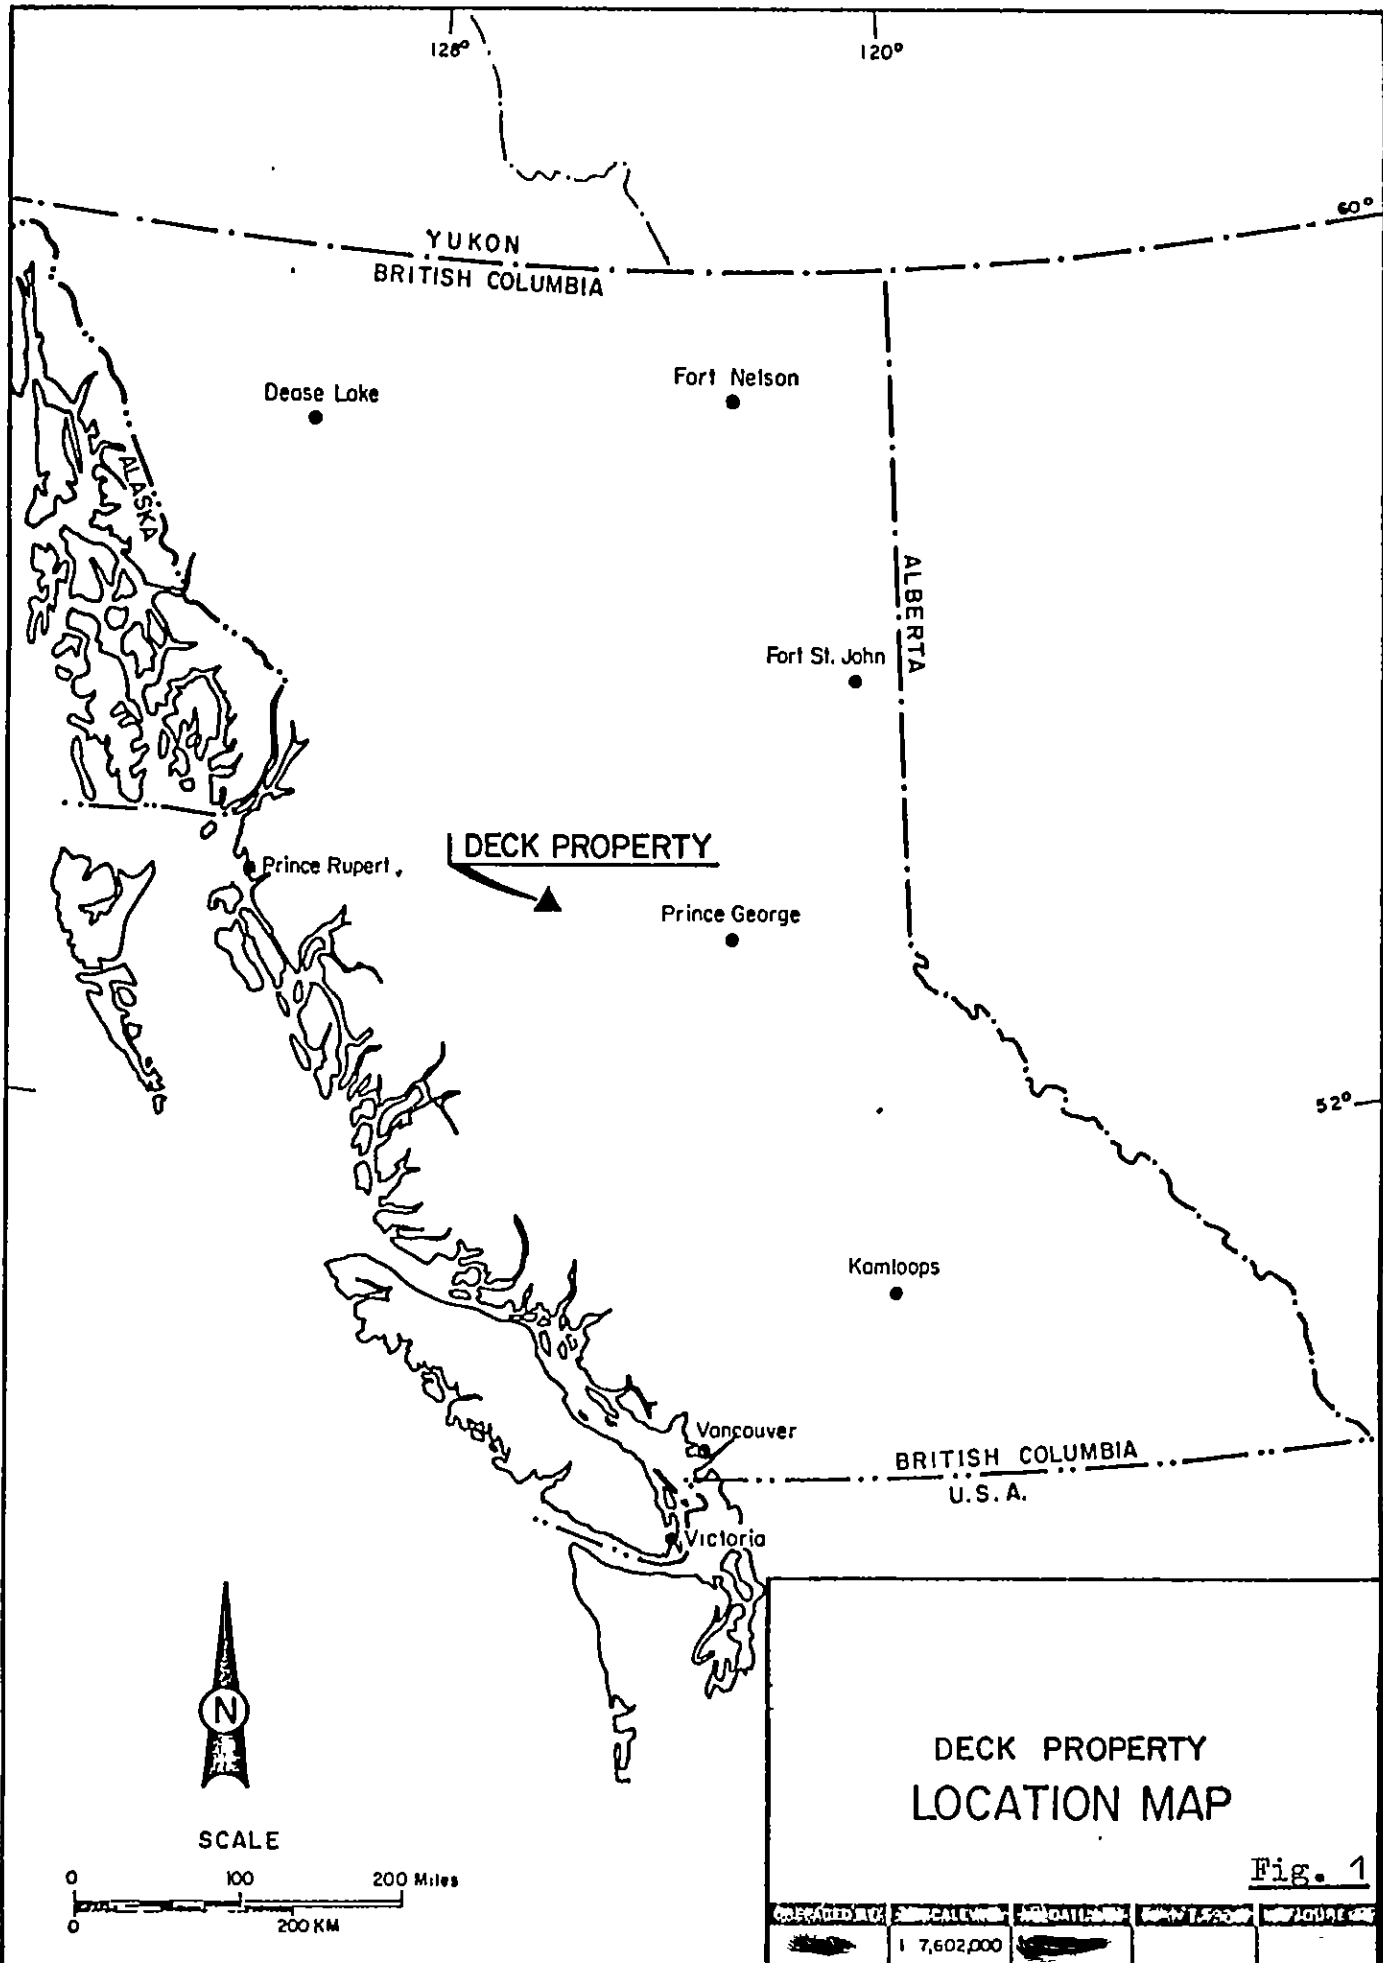 128° 120°
60°
YUKON
BRITISH COLUMBIA
Dease Lake
Fort Nelson
ALASKA
ALBERTA
Fort St. John
DECK PROPERTY
Prince Rupert
Prince George
52°
Kamloops
Vancouver
BRITISH COLUMBIA
U.S.A.
Victoria
N
DECK PROPERTY
LOCATION MAP
Fig. 1
SCALE
0 100 200 Miles
0 200 KM
1 7,602,000